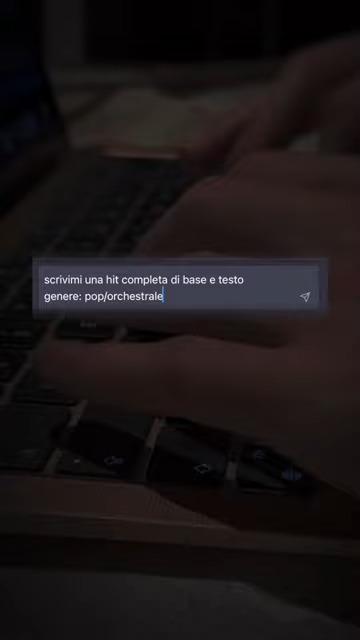 scrivimi una hit completa di base e testo
genere: pop/orchestrale